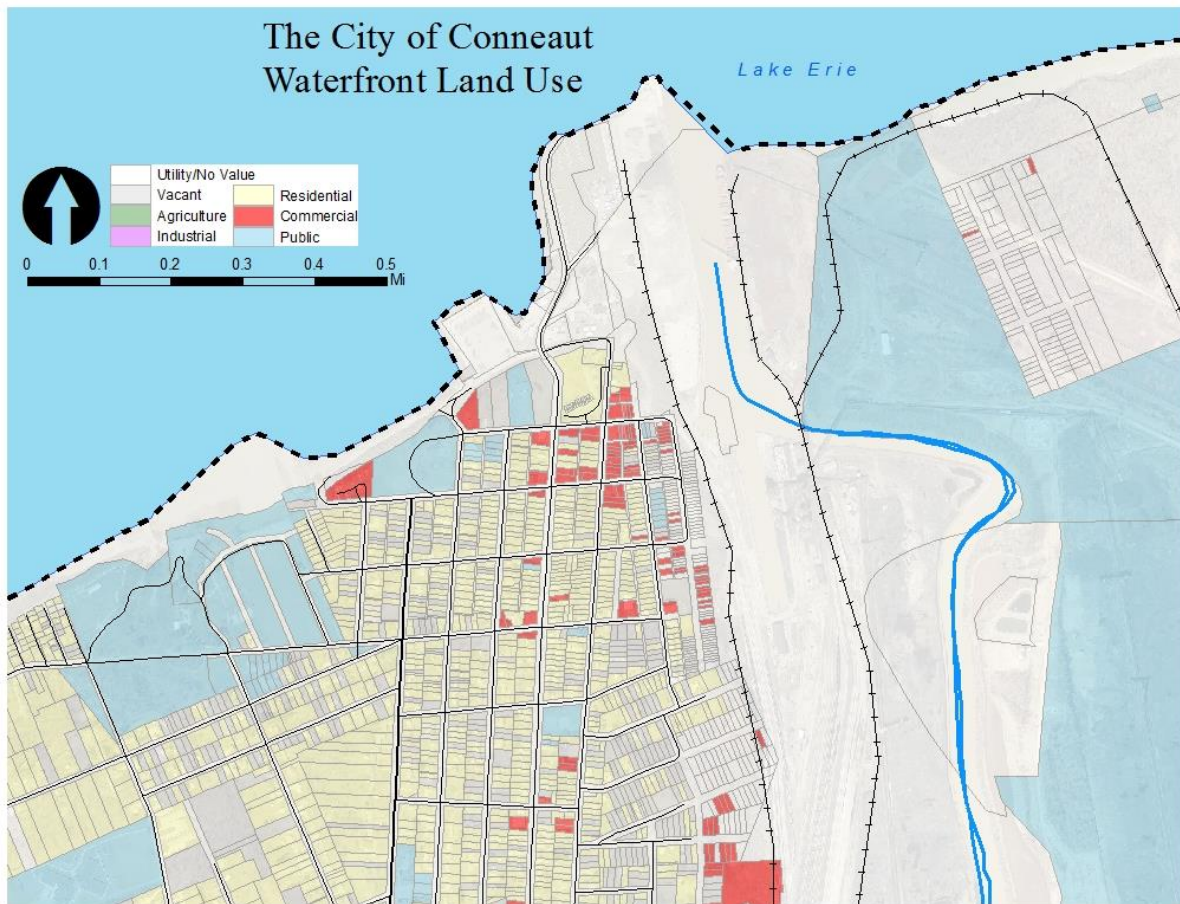 The City of Conneaut
Waterfront Land Use
Lake Erie
Utility/No Value
Vacant
Residential
Agriculture
Commercial
Industrial
Public
0 0.1 0.2 0.3 0.4 0.5
Mi